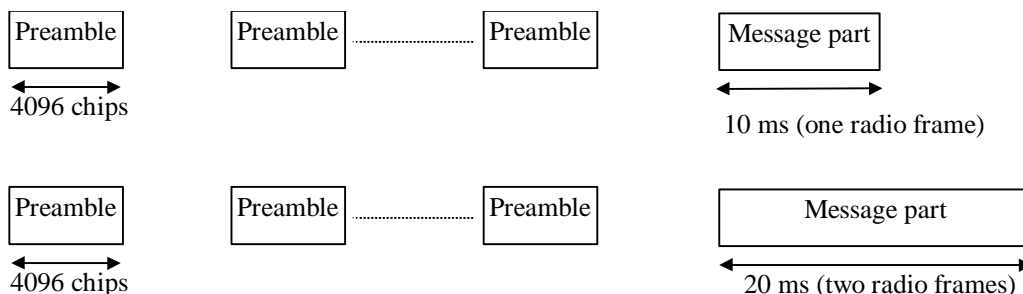 Preamble Preamble Preamble Message part
4096 chips
10 ms (one radio frame)
Preamble Preamble Preamble Message part
4096 chips 20 ms (two radio frames)